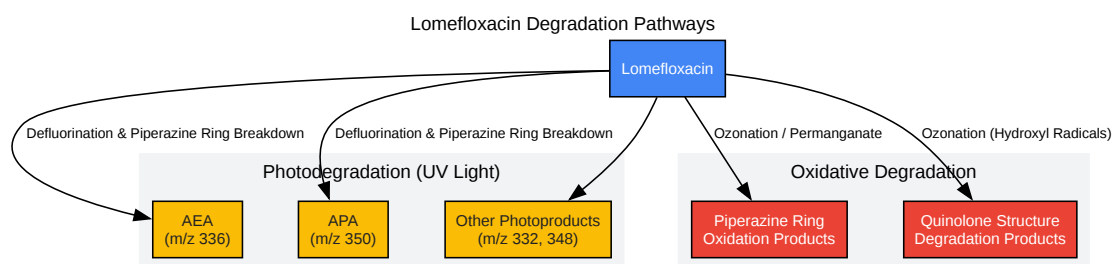 Lomefloxacin Degradation Pathways
Lomefloxacin
Defluorination & Piperazine Ring Breakdown
Defluorination & Piperazine Ring Breakdown
Ozonation / Permanganate
Ozonation (Hydroxyl Radicals)
Photodegradation (UV Light)
Oxidative Degradation
AEA
(m/z 336)
APA
(m/z 350)
Other Photoproducts
(m/z 332, 348)
Piperazine Ring
Oxidation Products
Quinolone Structure
Degradation Products